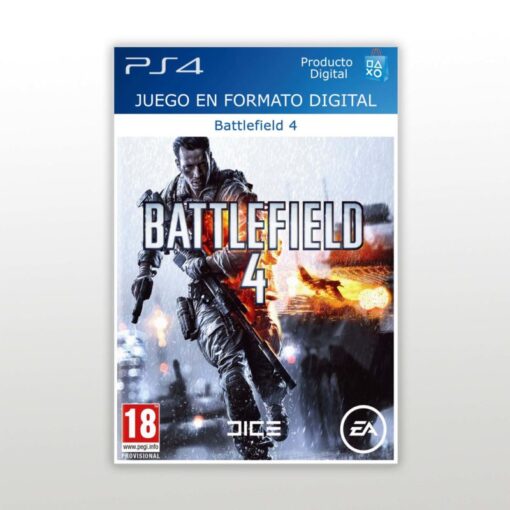 PS4
Producto
Digital
JUEGO EN FORMATO DIGITAL
Battlefield 4
BATTLEFIELD
4
18
www.pegi.info
PROVISIONAL
DICE
EA